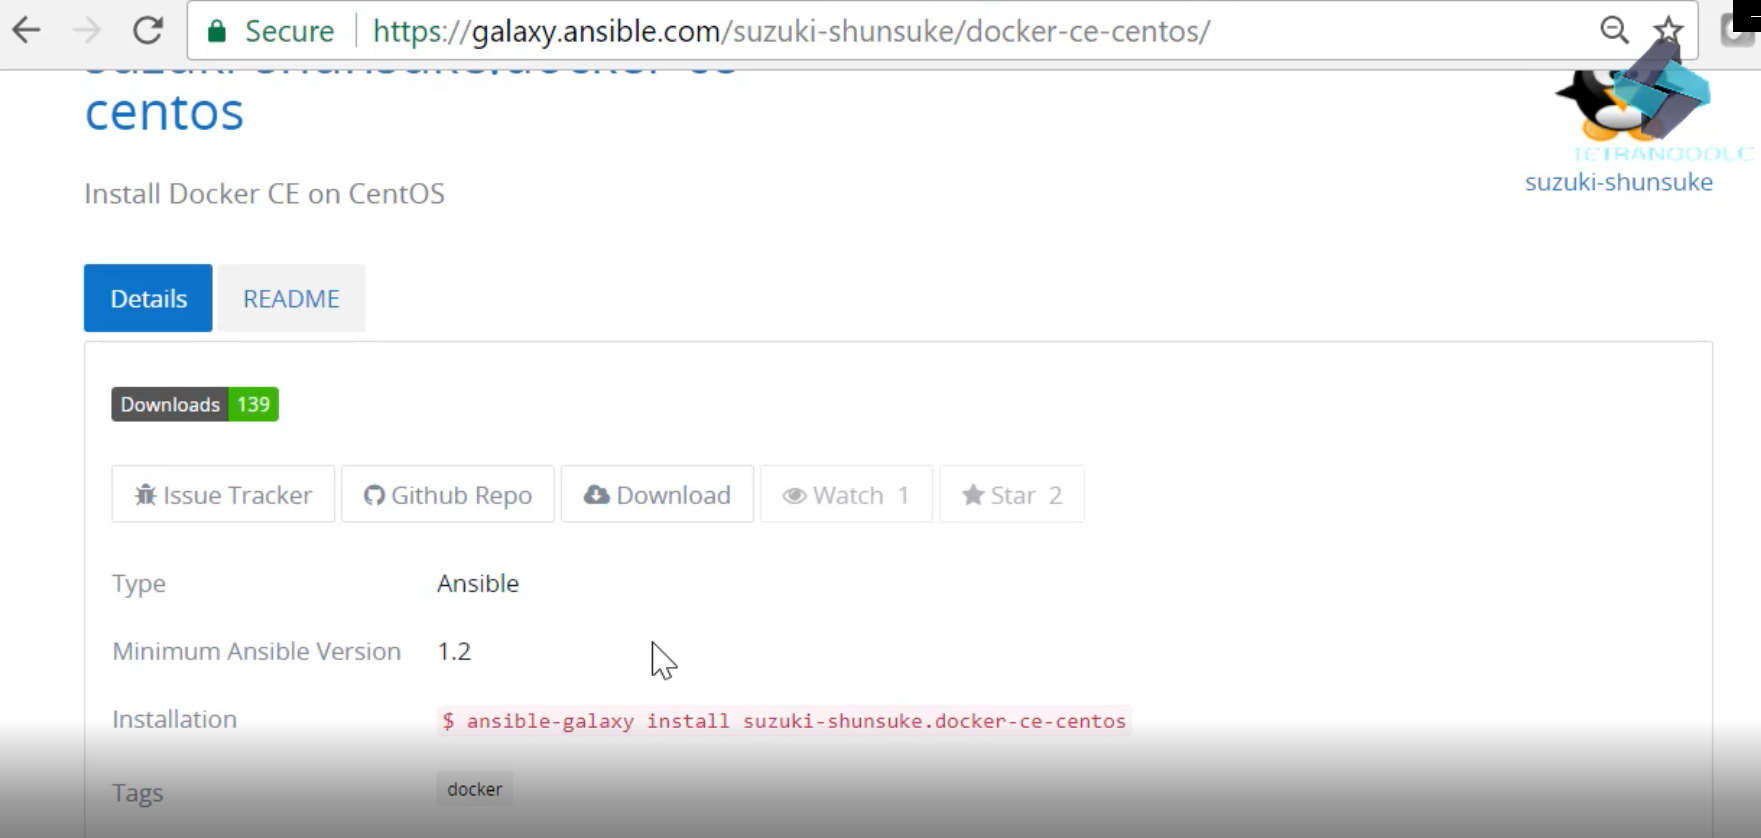 Secure https://galaxy.ansible.com/suzuki-shunsuke/docker-ce-centos/
centos
TETRANOODLE
Install Docker CE on CentOS
suzuki-shunsuke
Details README
Downloads 139
Issue Tracker Github Repo Download Watch 1 Star 2
Type Ansible
Minimum Ansible Version 1.2
Installation $ ansible-galaxy install suzuki-shunsuke.docker-ce-centos
Tags docker